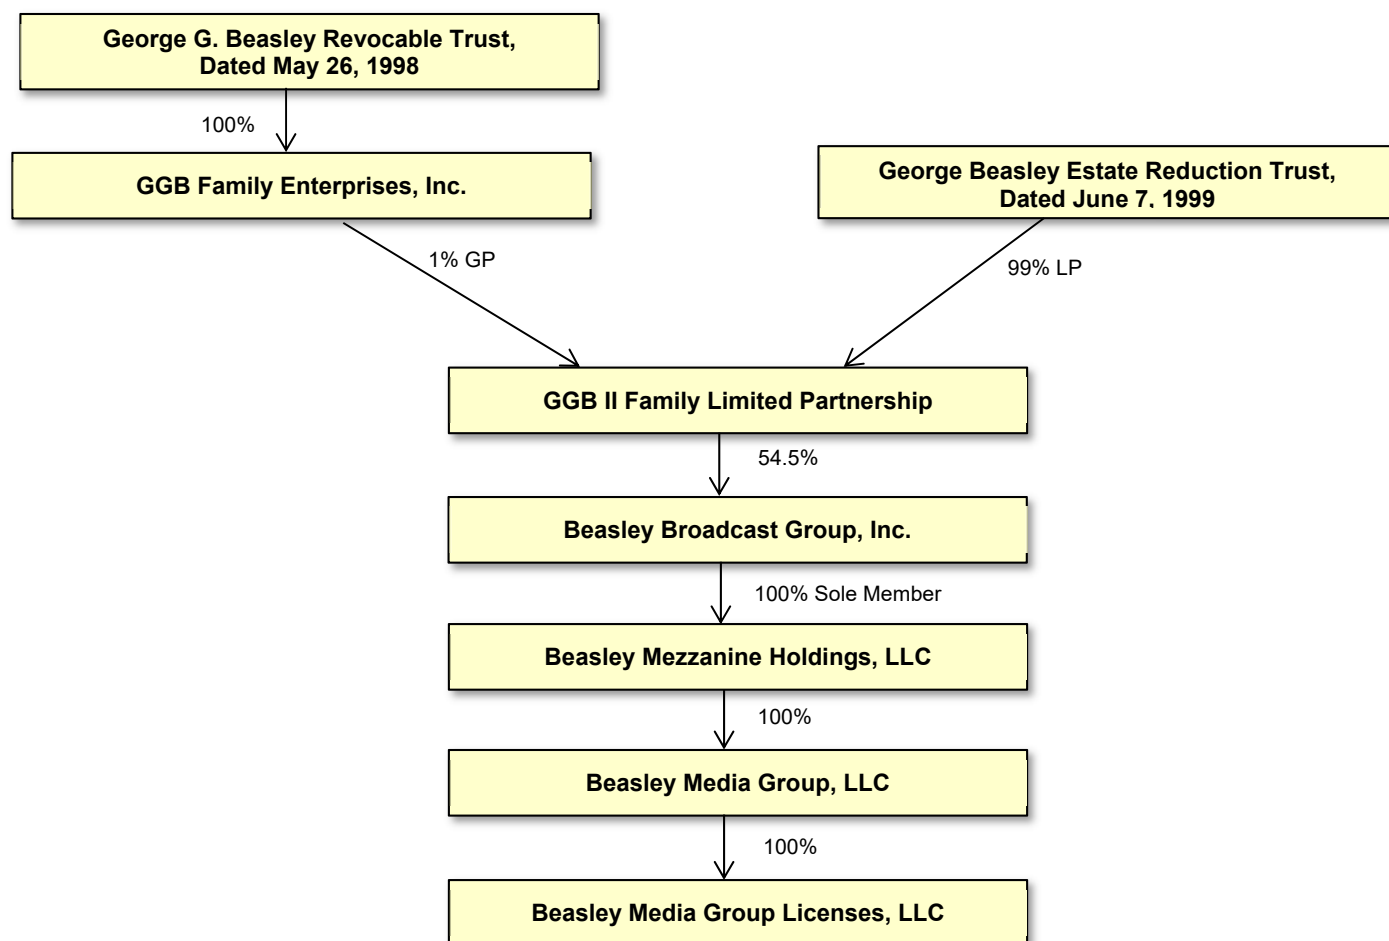 George G. Beasley Revocable Trust,
Dated May 26, 1998
100%
GGB Family Enterprises, Inc.
George Beasley Estate Reduction Trust,
Dated June 7, 1999
1% GP
99% LP
GGB II Family Limited Partnership
54.5%
Beasley Broadcast Group, Inc.
100% Sole Member
Beasley Mezzanine Holdings, LLC
100%
Beasley Media Group, LLC
100%
Beasley Media Group Licenses, LLC